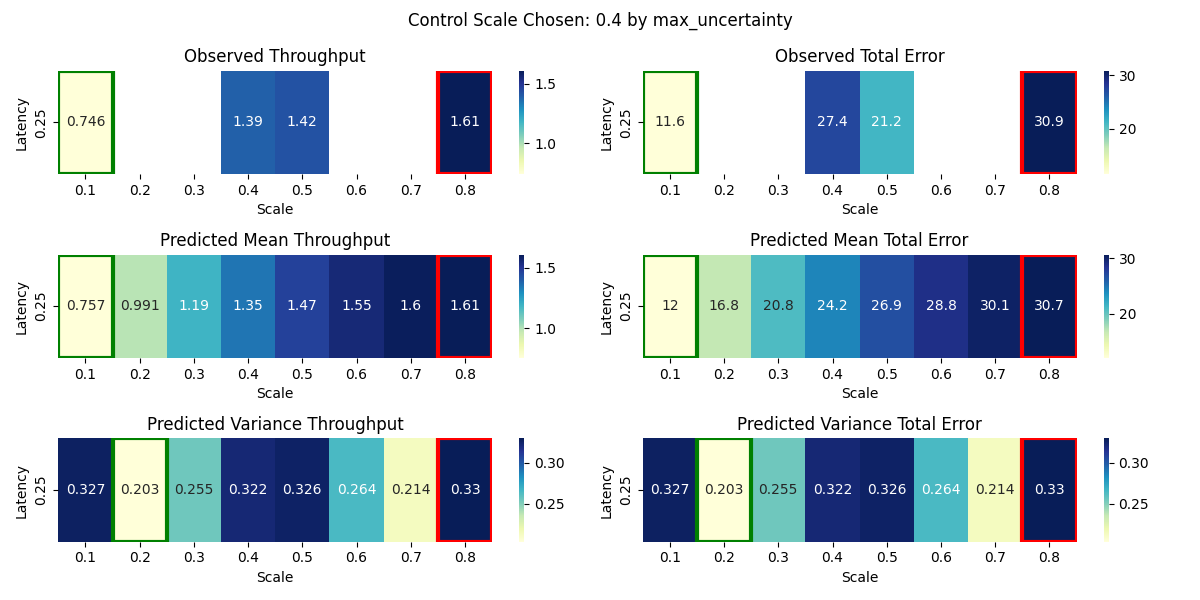 Control Scale Chosen: 0.4 by max_uncertainty
Observed Throughput
Latency
0.25
0.746
1.39
1.42
1.61
0.1 0.2 0.3 0.4 0.5 0.6 0.7 0.8
Scale
1.5
1.0
Observed Total Error
Latency
0.25
11.6
27.4
21.2
30.9
0.1 0.2 0.3 0.4 0.5 0.6 0.7 0.8
Scale
30
20
Predicted Mean Throughput
Latency
0.25
0.757 0.991 1.19 1.35 1.47 1.55 1.6 1.61
0.1 0.2 0.3 0.4 0.5 0.6 0.7 0.8
Scale
1.5
1.0
Predicted Mean Total Error
Latency
0.25
12 16.8 20.8 24.2 26.9 28.8 30.1 30.7
0.1 0.2 0.3 0.4 0.5 0.6 0.7 0.8
Scale
30
20
Predicted Variance Throughput
Latency
0.25
0.327 0.203 0.255 0.322 0.326 0.264 0.214 0.33
0.1 0.2 0.3 0.4 0.5 0.6 0.7 0.8
Scale
0.30
0.25
Predicted Variance Total Error
Latency
0.25
0.327 0.203 0.255 0.322 0.326 0.264 0.214 0.33
0.1 0.2 0.3 0.4 0.5 0.6 0.7 0.8
Scale
0.30
0.25